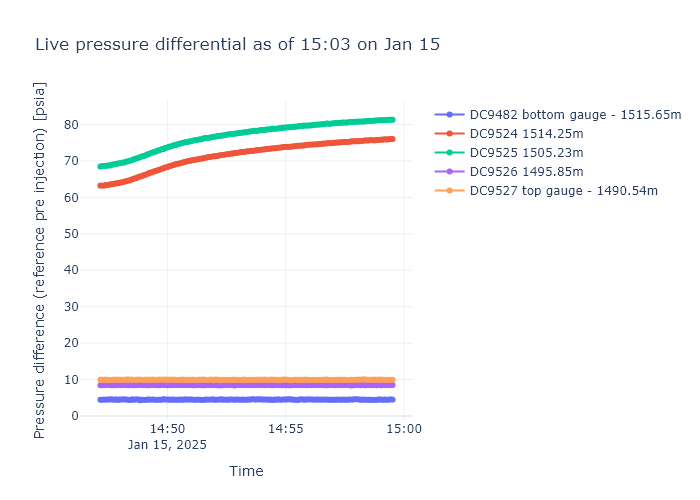 Live pressure differential as of 15:03 on Jan 15
Pressure difference (reference pre injection) [psia]
80
70
60
50
40
30
20
10
0
14:50
Jan 15, 2025
14:55
15:00
Time
DC9482 bottom gauge - 1515.65m
DC9524 1514.25m
DC9525 1505.23m
DC9526 1495.85m
DC9527 top gauge - 1490.54m